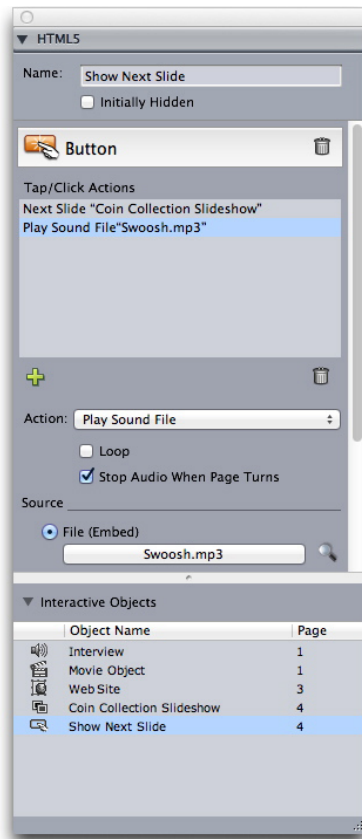 HTML5
Name: Show Next Slide
Initially Hidden
Button
Tap/Click Actions
Next Slide “Coin Collection Slideshow”
Play Sound File“Swoosh.mp3”
Action: Play Sound File
Loop
Stop Audio When Page Turns
Source
File (Embed)
Swoosh.mp3
Interactive Objects
Object Name Page
Interview 1
Movie Object 1
Web Site 3
Coin Collection Slideshow 4
Show Next Slide 4